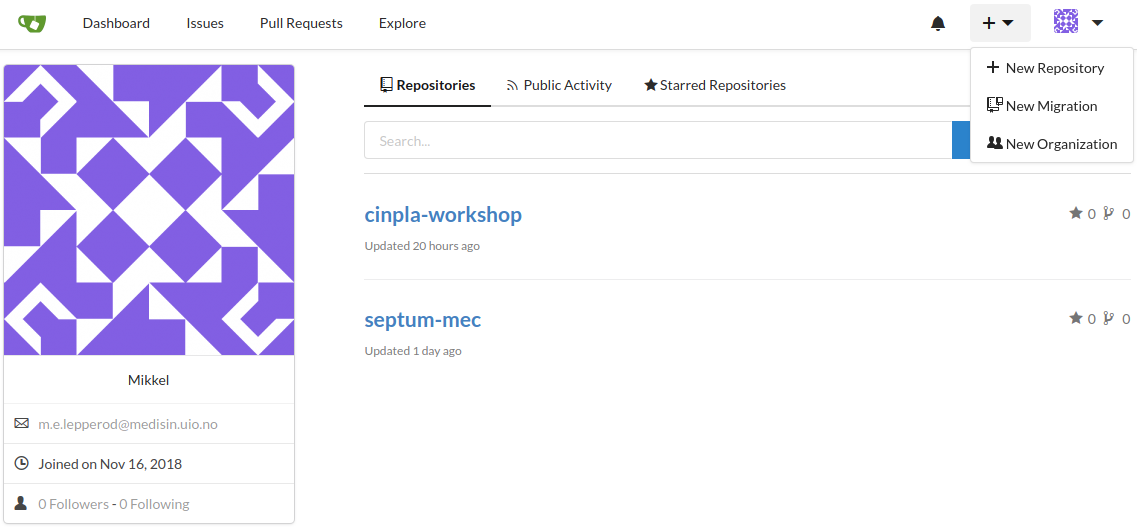 Dashboard Issues Pull Requests Explore
New Repository
New Migration
New Organization
Repositories Public Activity Starred Repositories
Search...
cinpla-workshop 0 0
Updated 20 hours ago
septum-mec 0 0
Updated 1 day ago
Mikkel
m.e.lepperod@medisin.uio.no
Joined on Nov 16, 2018
0 Followers - 0 Following